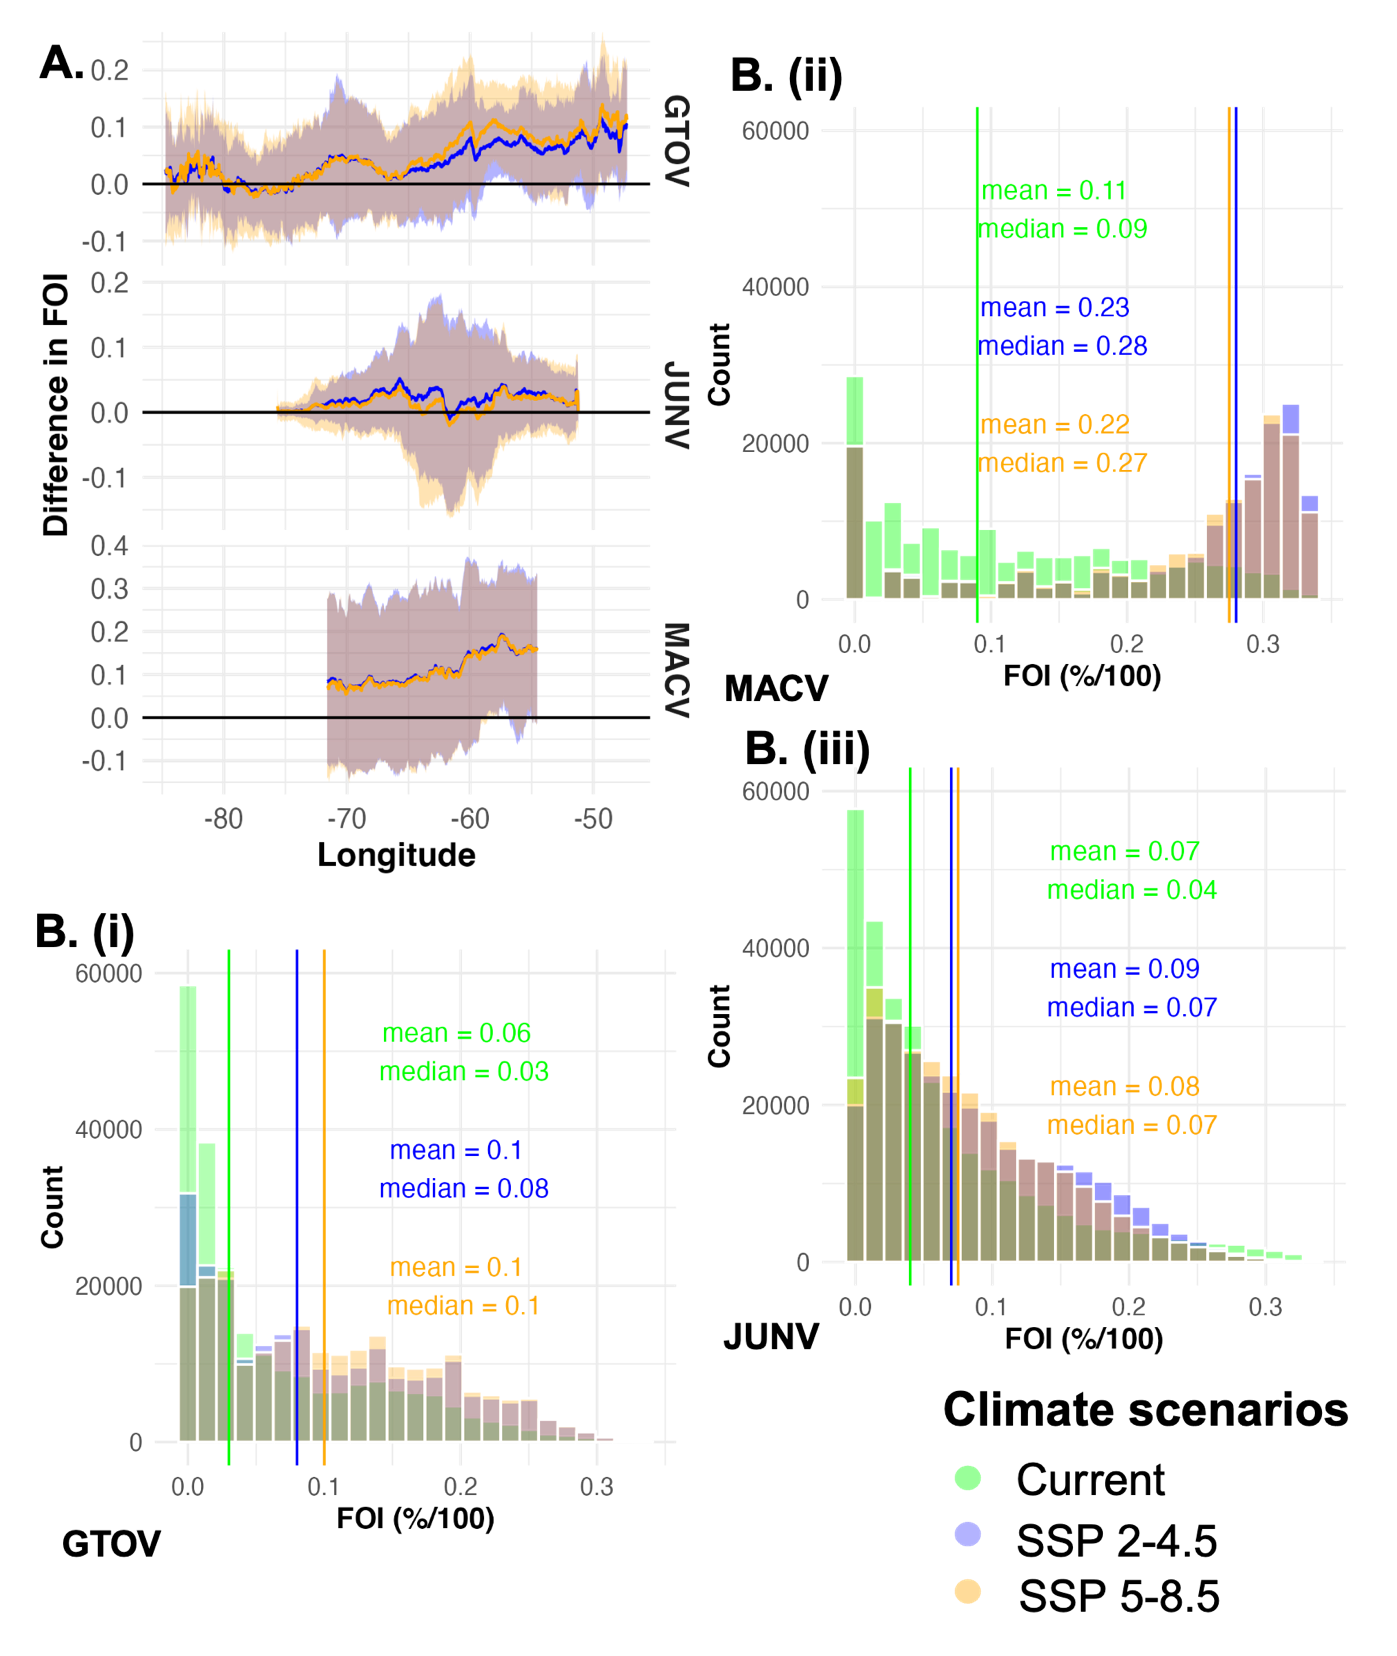 A.
0.2
0.1
0.0
-0.1
GTOV
0.2
0.1
0.0
-0.1
JUNV
0.4
0.3
0.2
0.1
0.0
-0.1
MACV
Difference in FOI
-80
-70
-60
-50
Longitude
B. (i)
60000
40000
20000
0
Count
mean = 0.06
median = 0.03
mean = 0.1
median = 0.08
mean = 0.1
median = 0.1
0.0
0.1
0.2
0.3
FOI (%/100)
GTOV
B. (ii)
60000
40000
20000
0
Count
mean = 0.11
median = 0.09
mean = 0.23
median = 0.28
mean = 0.22
median = 0.27
0.0
0.1
0.2
0.3
FOI (%/100)
MACV
B. (iii)
60000
40000
20000
0
Count
mean = 0.07
median = 0.04
mean = 0.09
median = 0.07
mean = 0.08
median = 0.07
0.0
0.1
0.2
0.3
FOI (%/100)
JUNV
Climate scenarios
Current
SSP 2-4.5
SSP 5-8.5